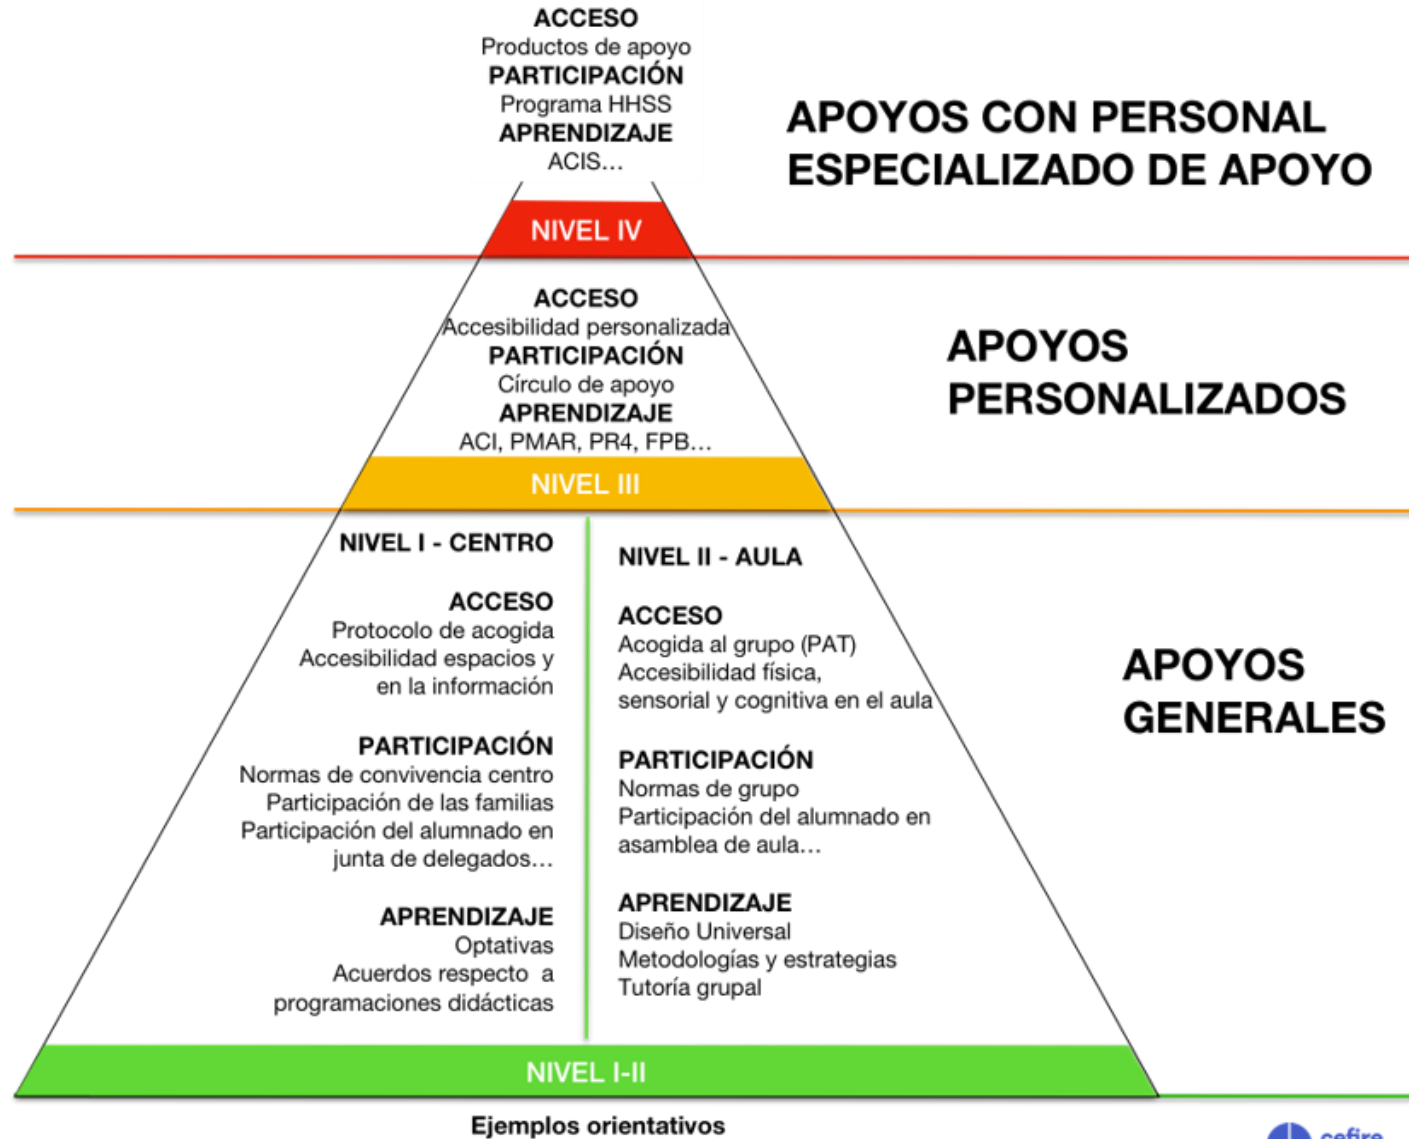 ACCESO
Productos de apoyo
PARTICIPACIÓN
Programa HHSS
APRENDIZAJE
ACIS...
APOYOS CON PERSONAL
ESPECIALIZADO DE APOYO
NIVEL IV
ACCESO
Accesibilidad personalizada
PARTICIPACIÓN
Círculo de apoyo
APRENDIZAJE
ACI, PMAR, PR4, FPB...
APOYOS
PERSONALIZADOS
NIVEL III
NIVEL I - CENTRO
ACCESO
Protocolo de acogida
Accesibilidad espacios y
en la información
PARTICIPACIÓN
Normas de convivencia centro
Participación de las familias
Participación del alumnado en
junta de delegados...
APRENDIZAJE
Optativas
Acuerdos respecto a
programaciones didácticas
NIVEL II - AULA
ACCESO
Acogida al grupo (PAT)
Accesibilidad física,
sensorial y cognitiva en el aula
PARTICIPACIÓN
Normas de grupo
Participación del alumnado en
asamblea de aula...
APRENDIZAJE
Diseño Universal
Metodologías y estrategias
Tutoría grupal
APOYOS
GENERALES
NIVEL I-II
Ejemplos orientativos
cefire